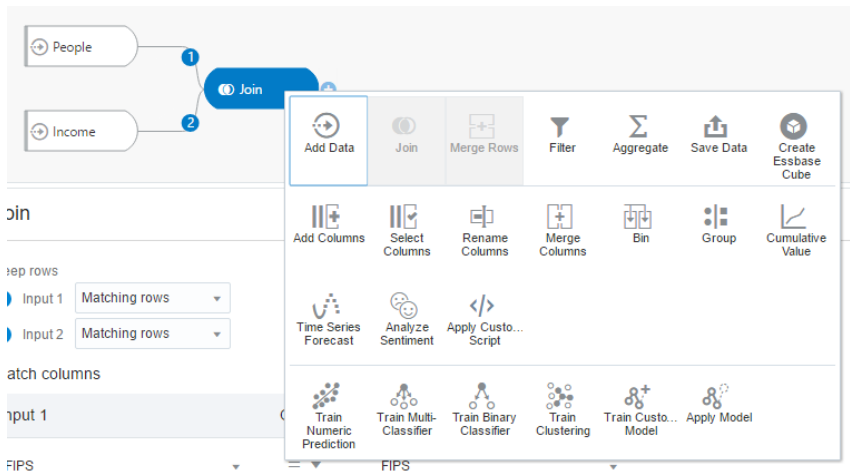 People
1
Join
2
Income
Add Data
Join
Merge Rows
Filter
Aggregate
Save Data
Create
Essbase
Cube
oin
Add Columns
Select
Columns
Rename
Columns
Merge
Columns
Bin
Group
Cumulative
Value
eep rows
Input 1 Matching rows
Input 2 Matching rows
Time Series
Forecast
Analyze
Sentiment
Apply Custo...
Script
atch columns
nput 1
Train
Numeric
Prediction
Train Multi-
Classifier
Train Binary
Classifier
Train
Clustering
Train Custo...
Model
Apply Model
FIPS = FIPS